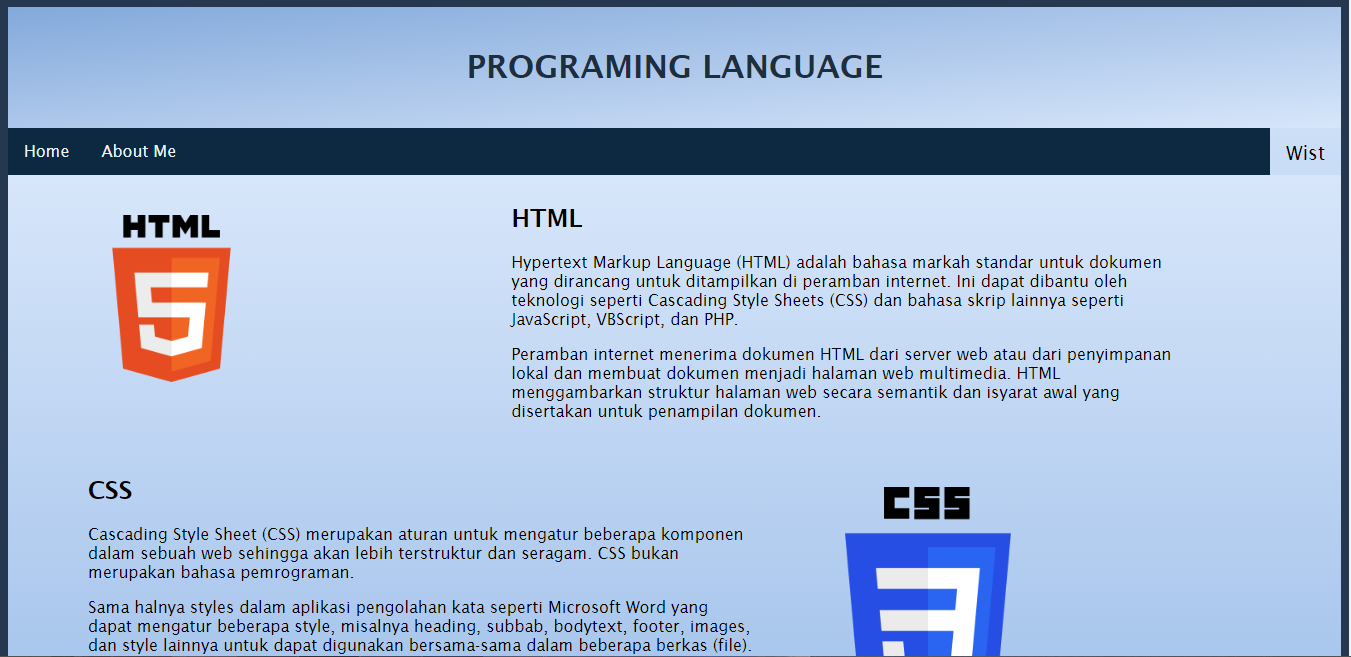 PROGRAMING LANGUAGE
Home
About Me
Wist
HTML
5
HTML
Hypertext Markup Language (HTML) adalah bahasa markah standar untuk dokumen
yang dirancang untuk ditampilkan di peramban internet. Ini dapat dibantu oleh
teknologi seperti Cascading Style Sheets (CSS) dan bahasa skrip lainnya seperti
JavaScript, VBScript, dan PHP.
Peramban internet menerima dokumen HTML dari server web atau dari penyimpanan
lokal dan membuat dokumen menjadi halaman web multimedia. HTML
menggambarkan struktur halaman web secara semantik dan isyarat awal yang
disertakan untuk penampilan dokumen.
CSS
Cascading Style Sheet (CSS) merupakan aturan untuk mengatur beberapa komponen
dalam sebuah web sehingga akan lebih terstruktur dan seragam. CSS bukan
merupakan bahasa pemrograman.
Sama halnya styles dalam aplikasi pengolahan kata seperti Microsoft Word yang
dapat mengatur beberapa style, misalnya heading, subbab, bodytext, footer, images,
dan style lainnya untuk dapat digunakan bersama-sama dalam beberapa berkas (file).
CSS
3